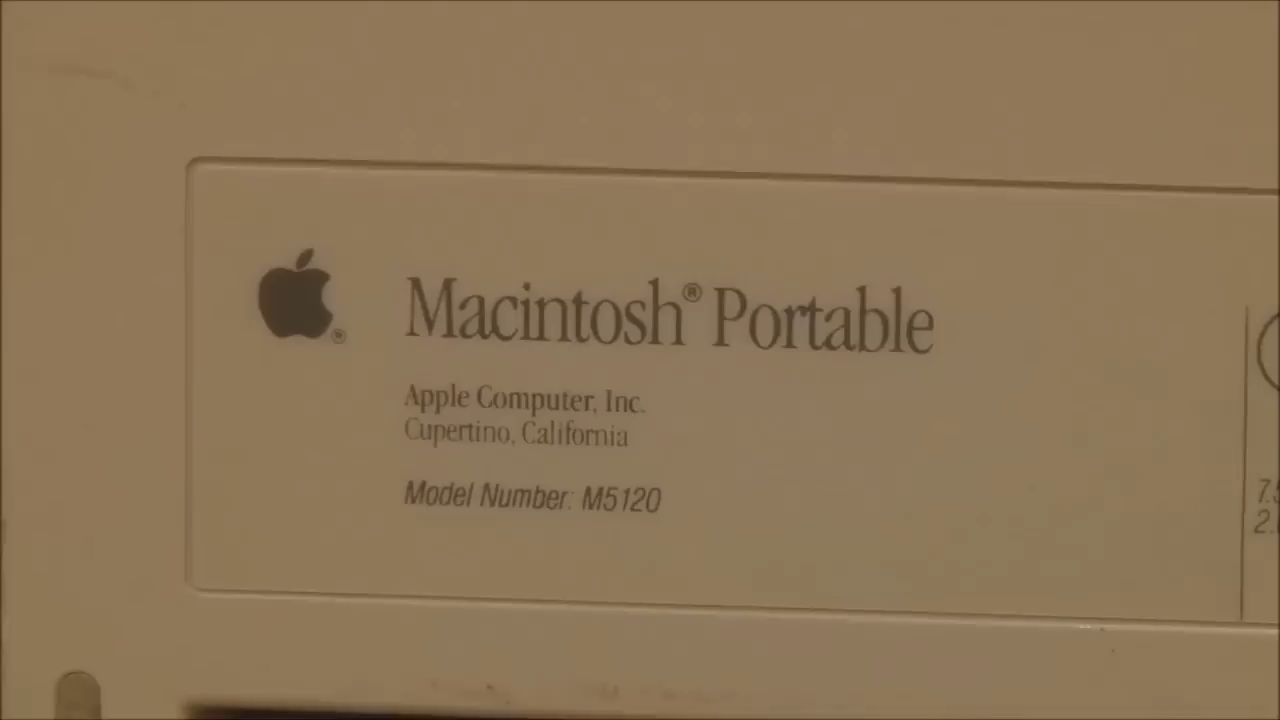 Macintosh® Portable
Apple Computer, Inc.
Cupertino, California
Model Number: M5120